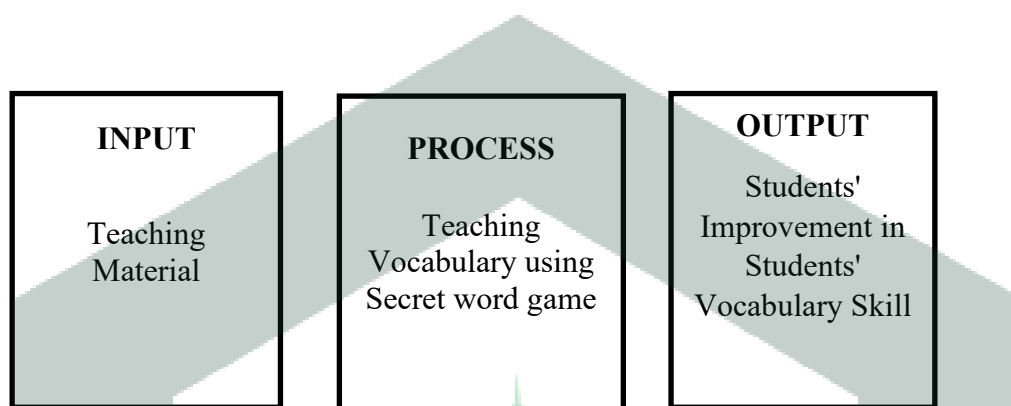 INPUT
Teaching
Material
PROCESS
Teaching
Vocabulary using
Secret word game
OUTPUT
Students'
Improvement in
Students'
Vocabulary Skill